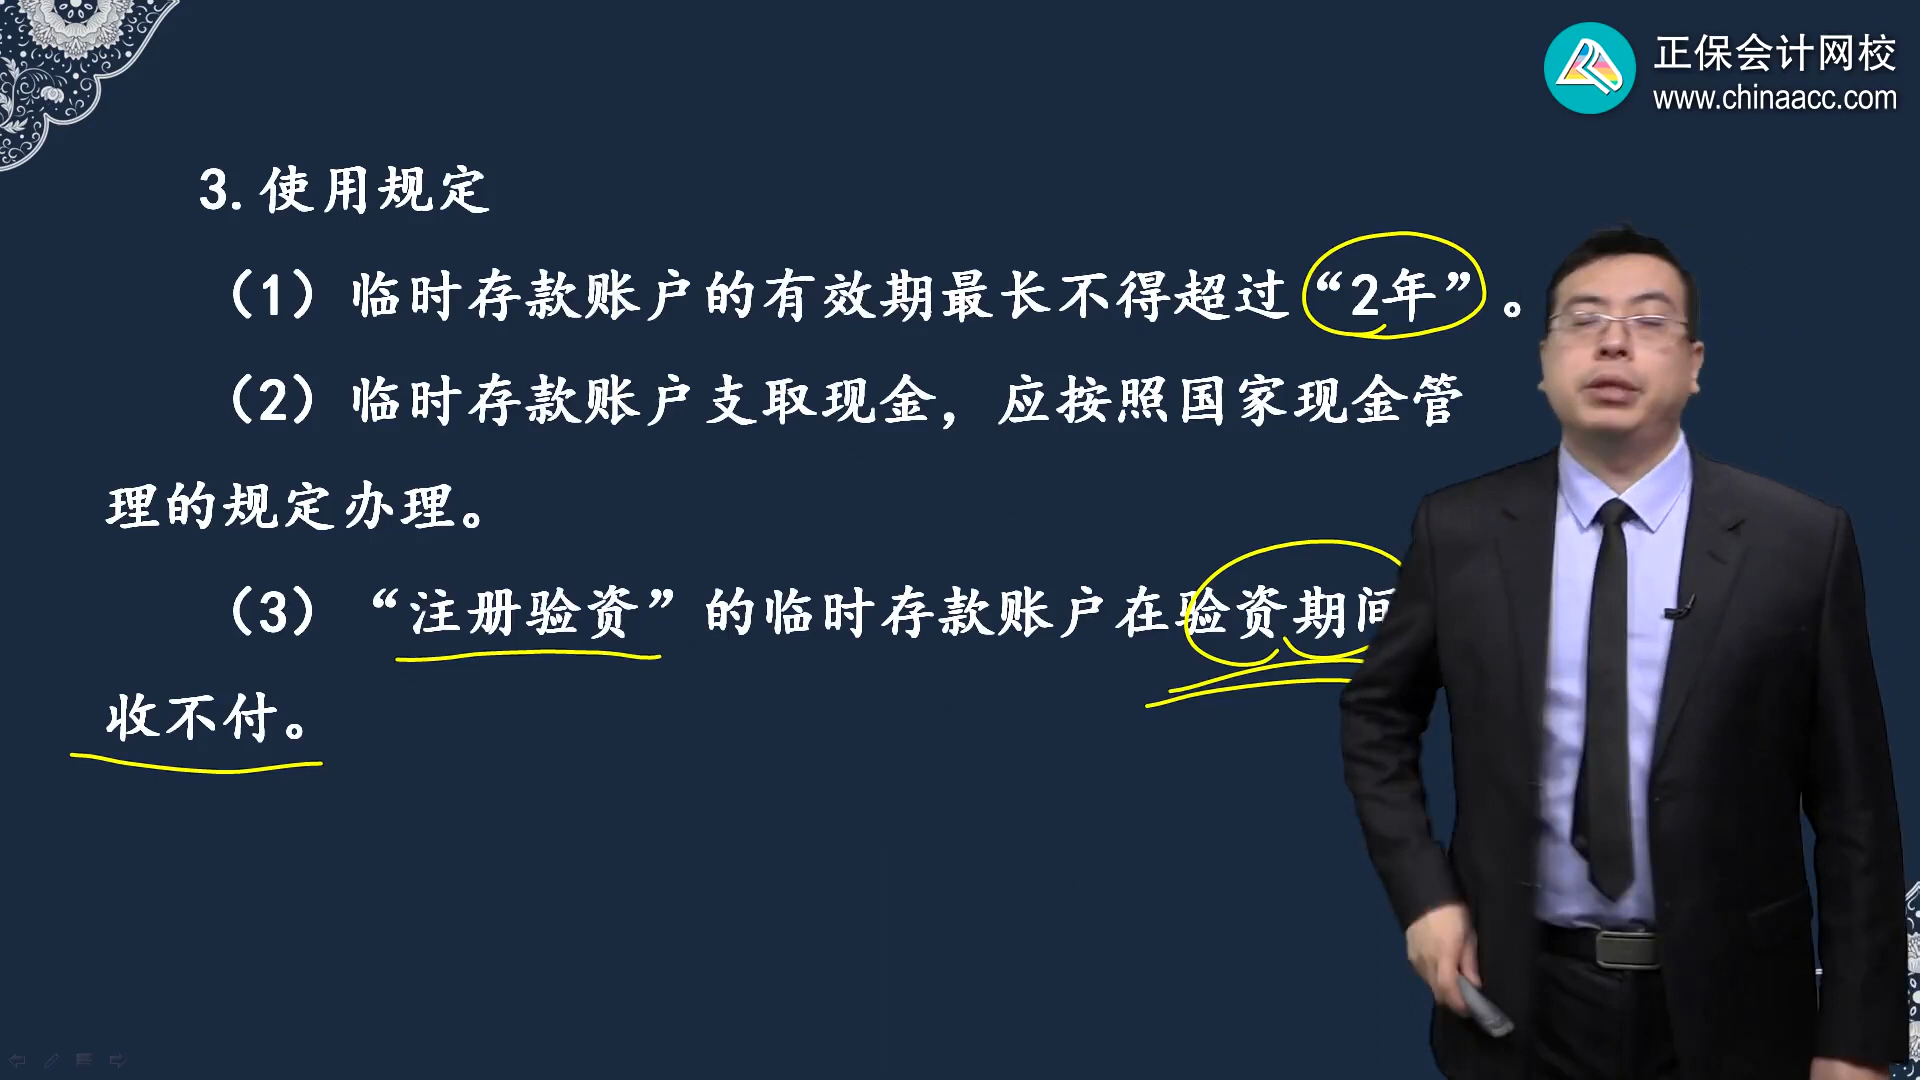 正保会计网校
www.chinaacc.com
3.使用规定
（1）临时存款账户的有效期最长不得超过“2年”。
（2）临时存款账户支取现金，应按照国家现金管
理的规定办理。
（3）“注册验资”的临时存款账户在验资期间
收不付。